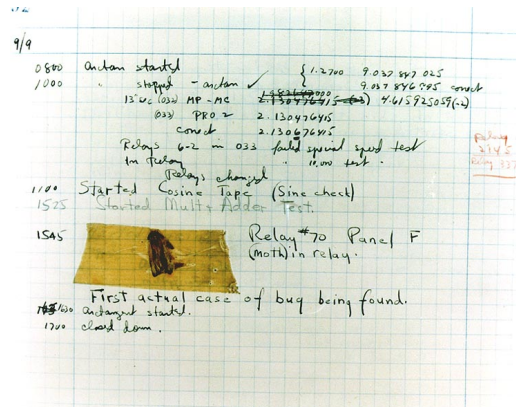 9/9
0800 antan started { 1.2700 9.037 847 025
1000 " stopped - antan ✓ 9.037 846 995 conect
13"uc (032) MP - MC 2.130476415 4.615925059(-2)
(033) PRO 2 2.130476415
conect 2.130676415
Relays 6-2 in 033 failed special speed test
in relay " 10,000 test .
Relays changed
1100 Started Cosine Tape (Sine check)
1525 Started Mult+Adder Test.
1545 Relay #70 Panel F
(moth) in relay.
First actual case of bug being found.
antangent started.
1700 closed down.
Relay